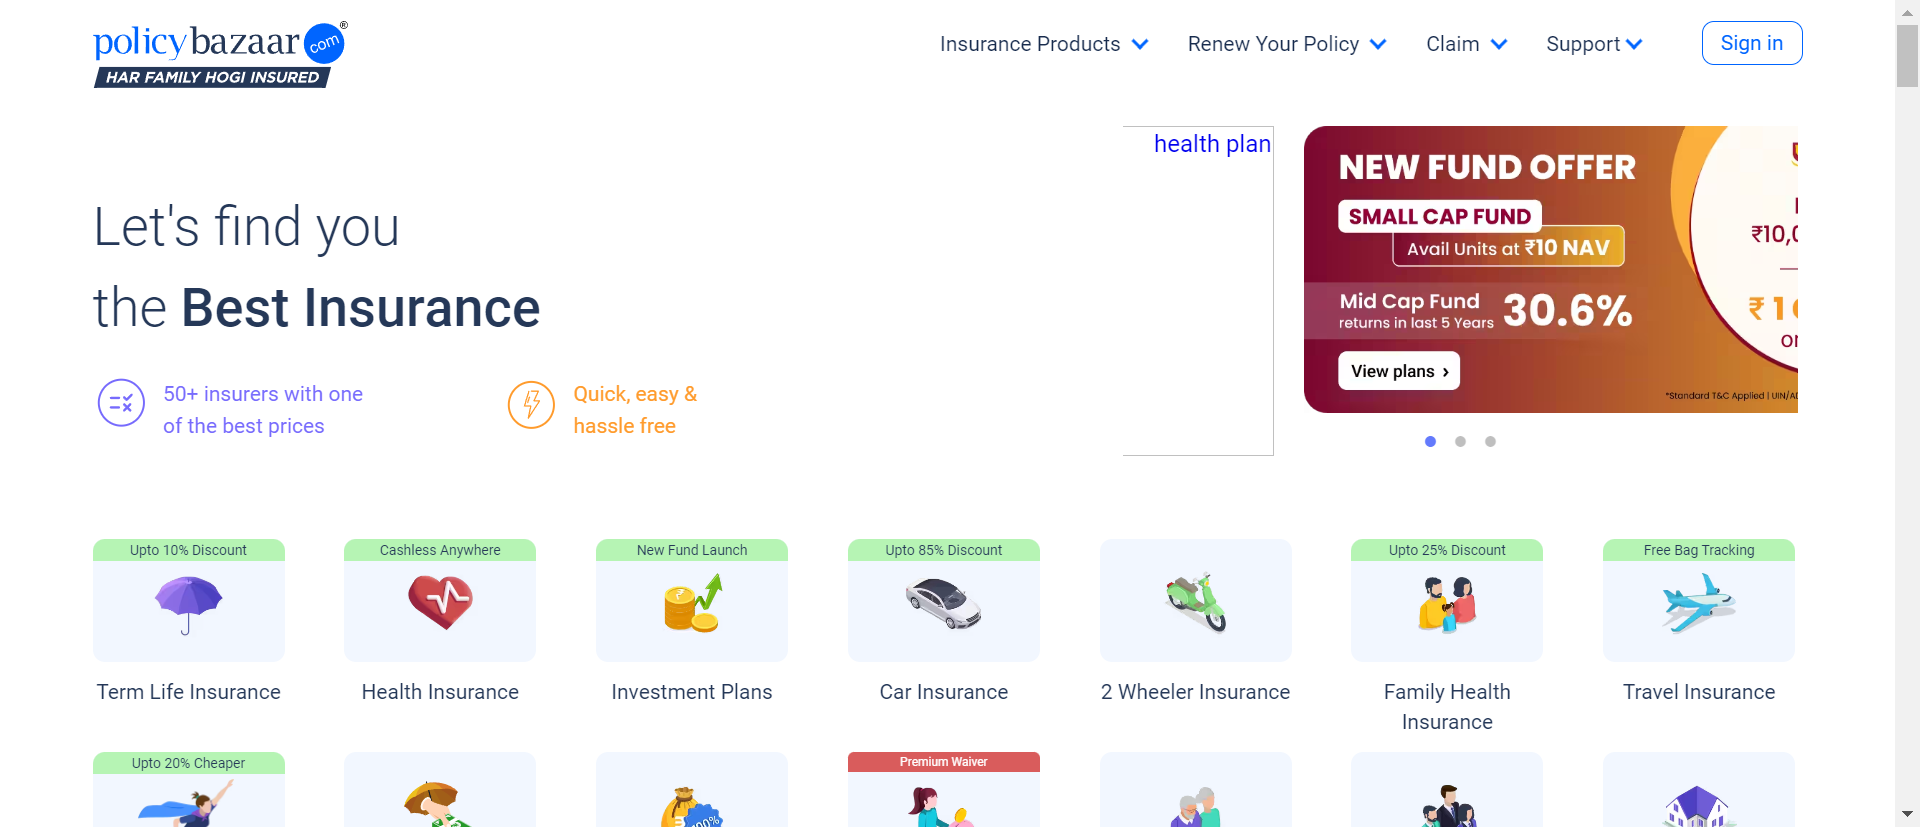 policybazaar com ®
HAR FAMILY HOGI INSURED
Insurance Products
Renew Your Policy
Claim
Support
Sign in
health plan
NEW FUND OFFER
SMALL CAP FUND
Avail Units at ₹10 NAV
Mid Cap Fund
returns in last 5 Years
30.6%
View plans ›
₹10,0
*Standard T&C Applied | UIN/
Let's find you
the Best Insurance
50+ insurers with one
of the best prices
Quick, easy &
hassle free
Upto 10% Discount
Term Life Insurance
Cashless Anywhere
Health Insurance
New Fund Launch
Investment Plans
Upto 85% Discount
Car Insurance
2 Wheeler Insurance
Upto 25% Discount
Family Health
Insurance
Free Bag Tracking
Travel Insurance
Upto 20% Cheaper
100%
Premium Waiver